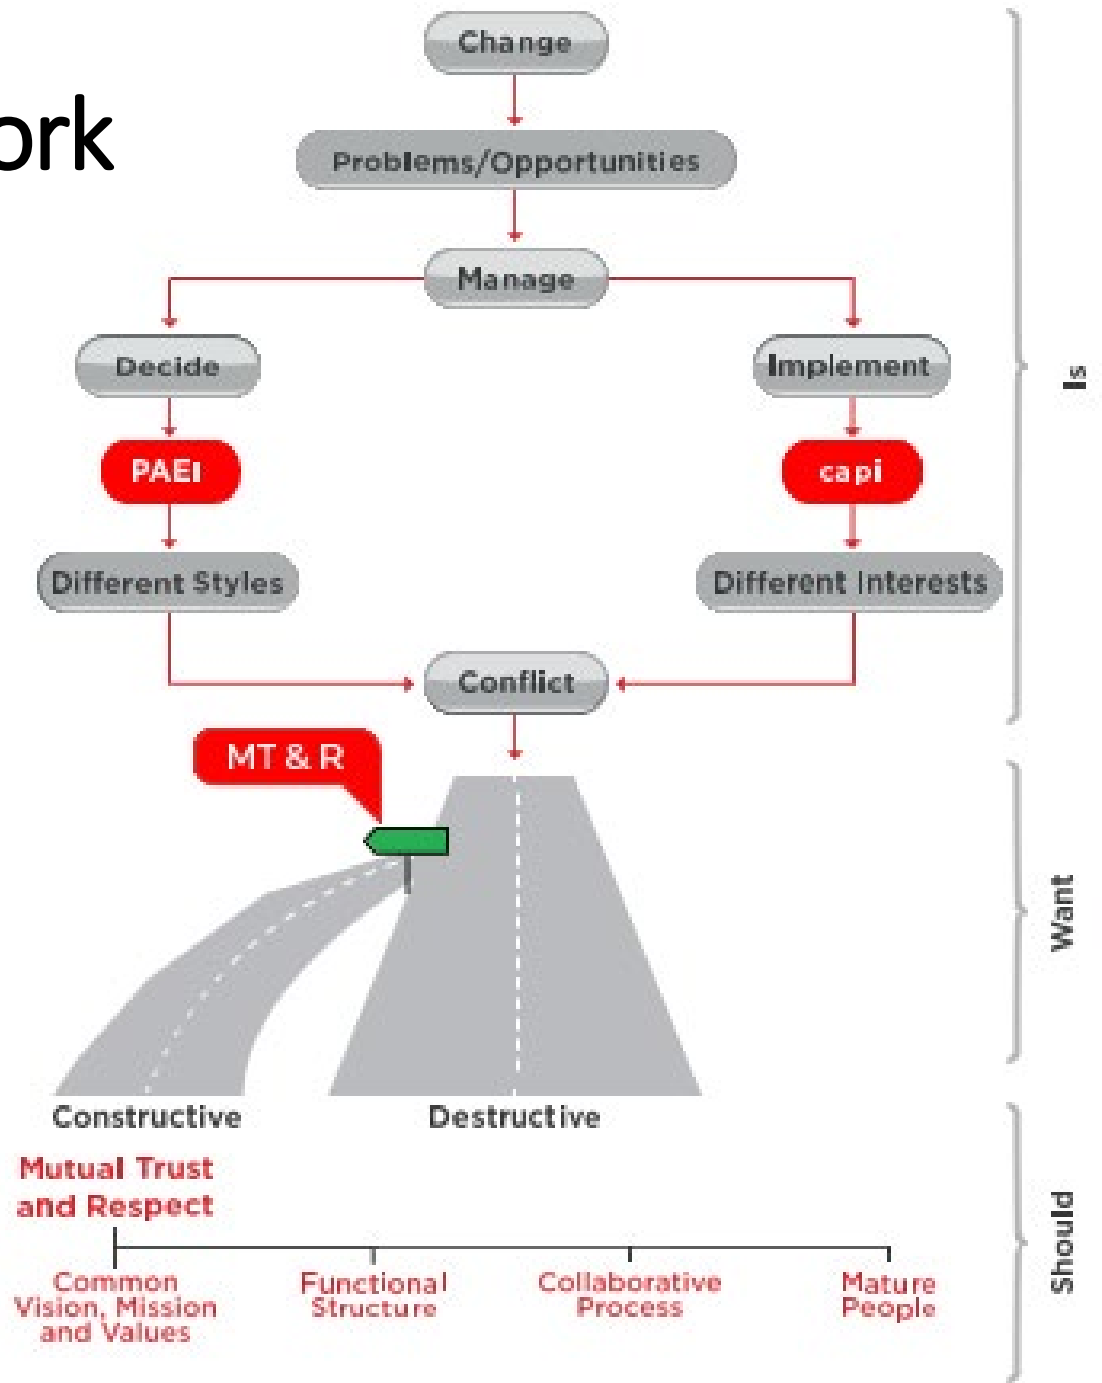 ork
Change
Problems/Opportunities
Manage
Decide
Implement
PAEI
capi
Different Styles
Different Interests
Conflict
Is
MT & R
Want
Constructive
Destructive
Mutual Trust
and Respect
Should
Common
Vision, Mission
and Values
Functional
Structure
Collaborative
Process
Mature
People